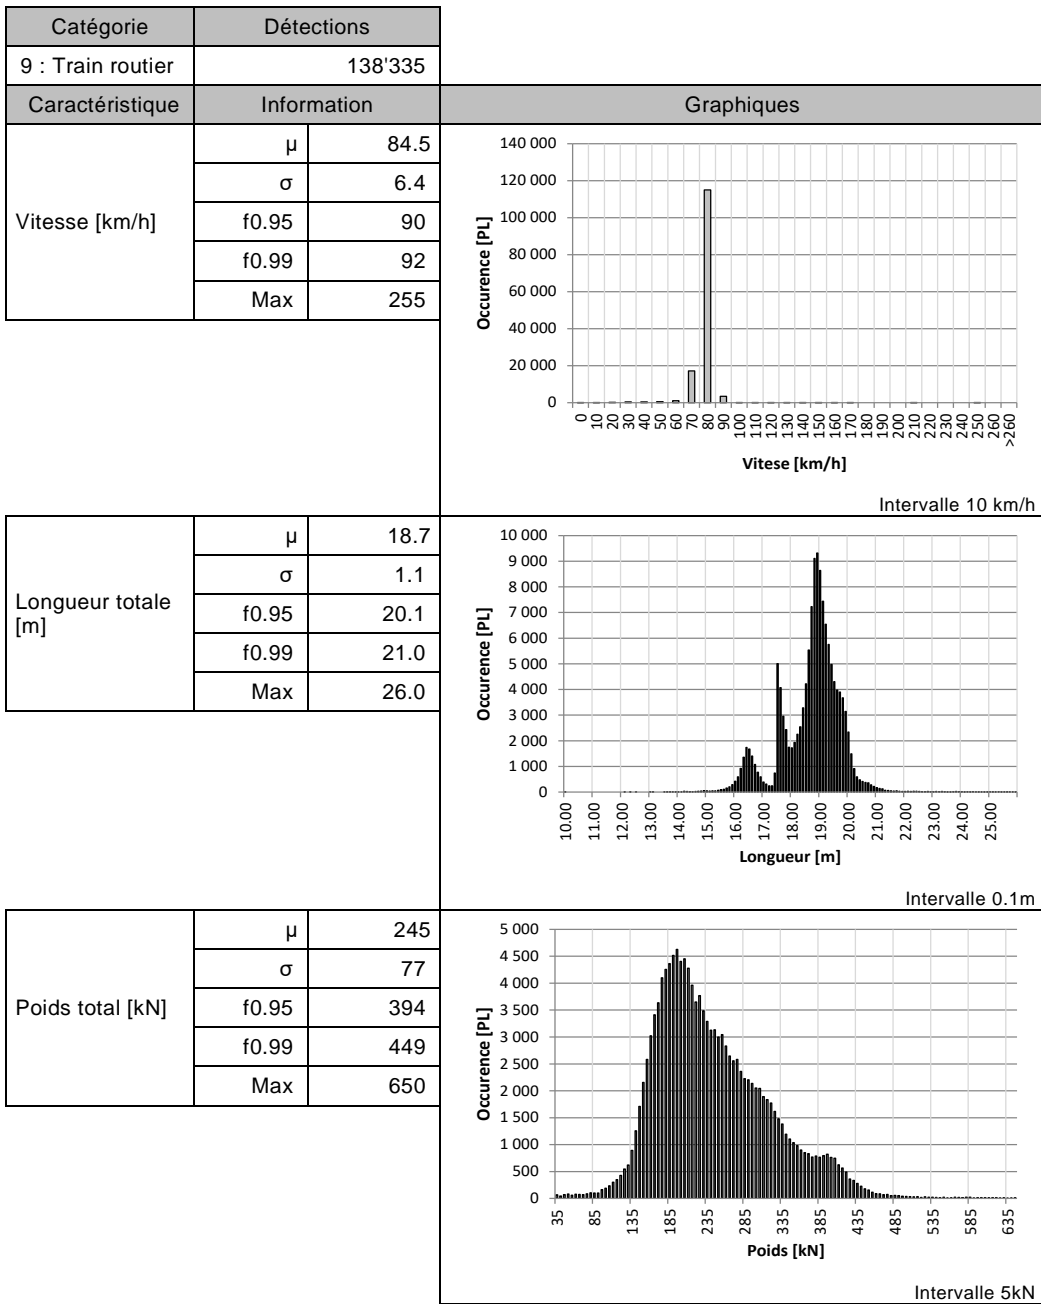 Catégorie Détections
9 : Train routier 138'335
Caractéristique Information Graphiques
Vitesse [km/h]
µ 84.5
σ 6.4
f0.95 90
f0.99 92
Max 255
Occurence [PL]
140 000
120 000
100 000
80 000
60 000
40 000
20 000
0
0 10 20 30 40 50 60 70 80 90 100 110 120 130 140 150 160 170 180 190 200 210 220 230 240 250 260 >260
Vitese [km/h]
Intervalle 10 km/h
Longueur totale
[m]
µ 18.7
σ 1.1
f0.95 20.1
f0.99 21.0
Max 26.0
Occurence [PL]
10 000
9 000
8 000
7 000
6 000
5 000
4 000
3 000
2 000
1 000
0
10.00 11.00 12.00 13.00 14.00 15.00 16.00 17.00 18.00 19.00 20.00 21.00 22.00 23.00 24.00 25.00
Longueur [m]
Intervalle 0.1m
Poids total [kN]
µ 245
σ 77
f0.95 394
f0.99 449
Max 650
Occurence [PL]
5 000
4 500
4 000
3 500
3 000
2 500
2 000
1 500
1 000
500
0
35 85 135 185 235 285 335 385 435 485 535 585 635
Poids [kN]
Intervalle 5kN